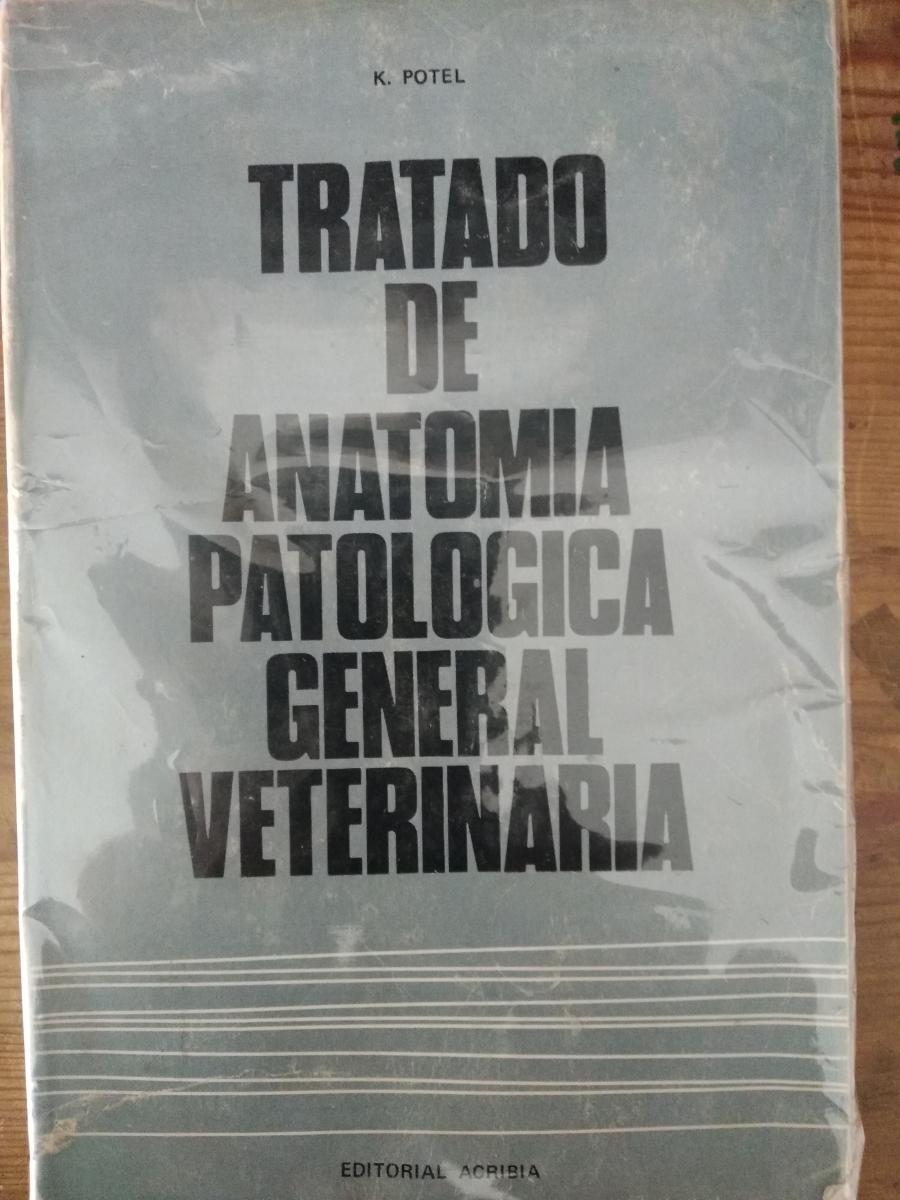 K. POTEL
TRATADO
DE
ANATOMIA
PATOLOGICA
GENERAL
VETERINARIA
EDITORIAL ACRIBIA